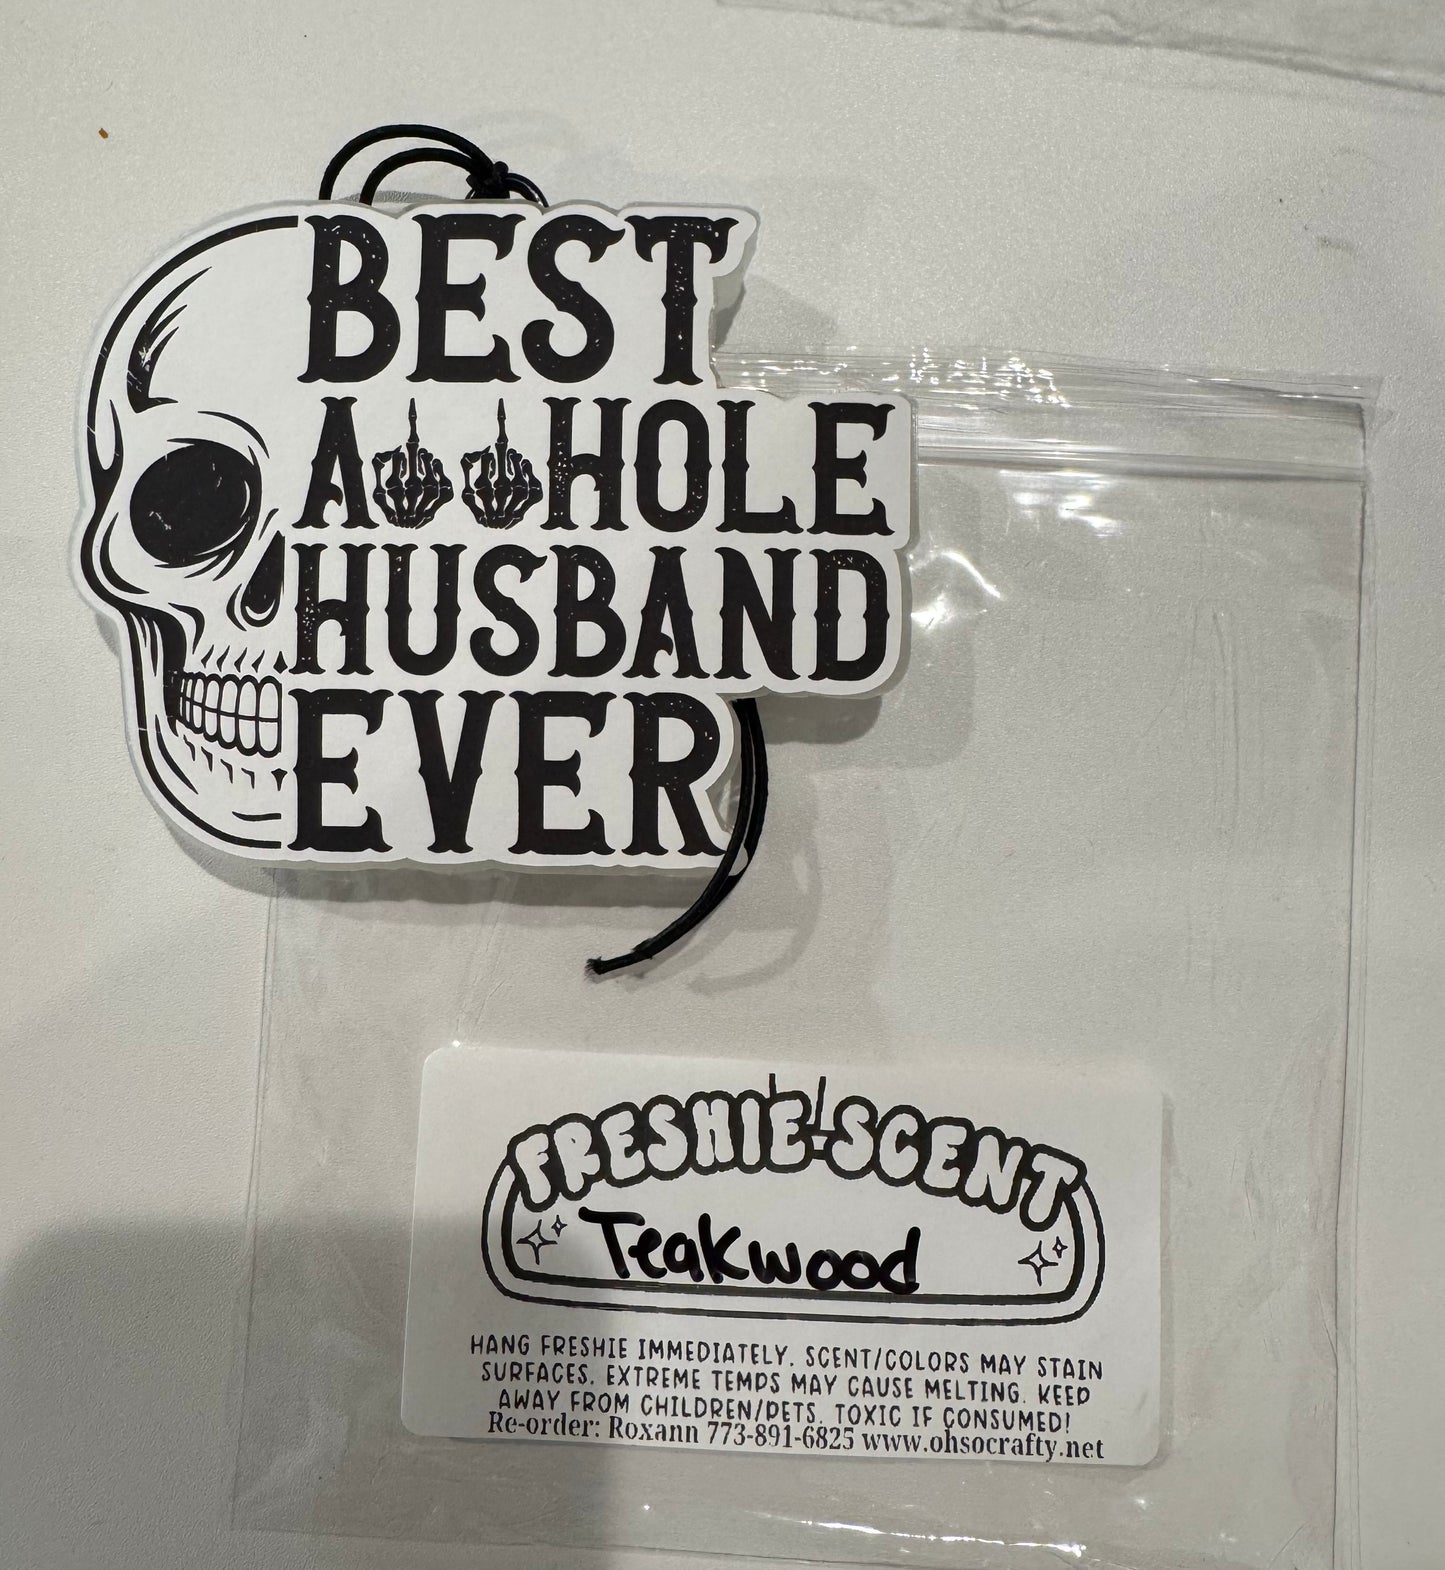 BEST
A🖕🖕HOLE
HUSBAND
EVER
FRESHIE SCENT
Teakwood
HANG FRESHIE IMMEDIATELY. SCENT/COLORS MAY STAIN
SURFACES. EXTREME TEMPS MAY CAUSE MELTING. KEEP
AWAY FROM CHILDREN/PETS. TOXIC IF CONSUMED!
Re-order: Roxann 773-891-6825 www.ohsocrafty.net